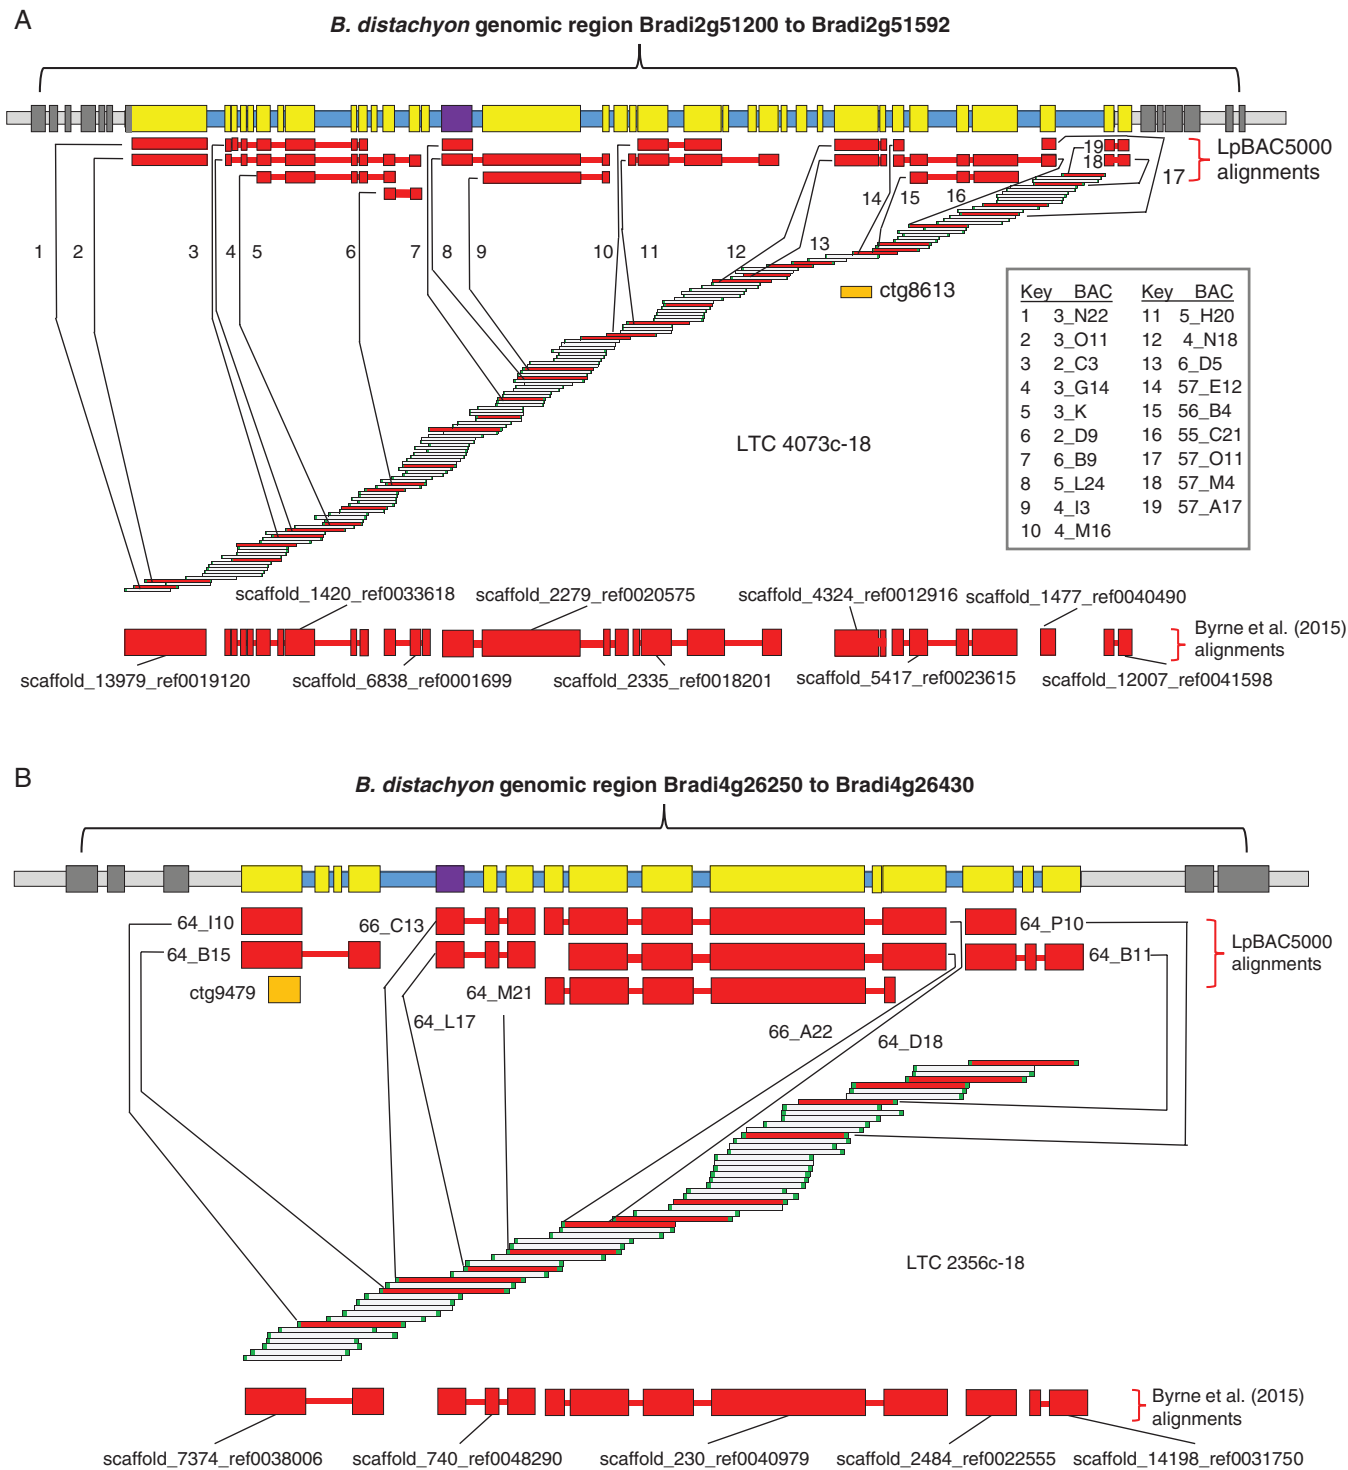 A
B. distachyon genomic region Bradi2g51200 to Bradi2g51592
LpBAC5000
alignments
19
18
17
16
15
14
13
12
11
10
9
8
7
6
5
4
3
2
1
ctg8613
LTC 4073c-18
Key BAC Key BAC
1 3_N22 11 5_H20
2 3_O11 12 4_N18
3 2_C3 13 6_D5
4 3_G14 14 57_E12
5 3_K 15 56_B4
6 2_D9 16 55_C21
7 6_B9 17 57_O11
8 5_L24 18 57_M4
9 4_I3 19 57_A17
10 4_M16
scaffold_1420_ref0033618 scaffold_2279_ref0020575 scaffold_4324_ref0012916 scaffold_1477_ref0040490
Byrne et al. (2015)
alignments
scaffold_13979_ref0019120 scaffold_6838_ref0001699 scaffold_2335_ref0018201 scaffold_5417_ref0023615 scaffold_12007_ref0041598
B
B. distachyon genomic region Bradi4g26250 to Bradi4g26430
64_I10 66_C13 64_P10
LpBAC5000
alignments
64_B15 64_B11
ctg9479 64_M21
64_L17 66_A22 64_D18
LTC 2356c-18
Byrne et al. (2015)
alignments
scaffold_7374_ref0038006 scaffold_740_ref0048290 scaffold_230_ref0040979 scaffold_2484_ref0022555 scaffold_14198_ref0031750